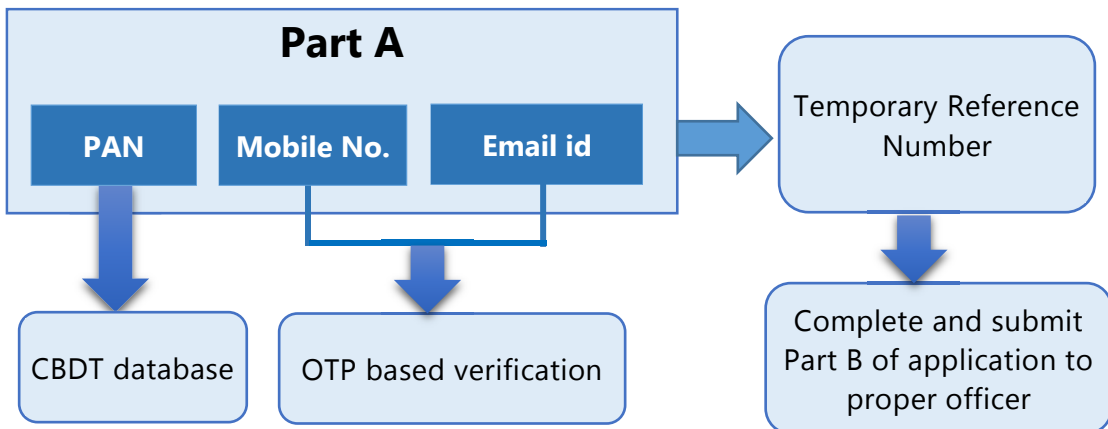 Part A
PAN
Mobile No.
Email id
Temporary Reference
Number
CBDT database
OTP based verification
Complete and submit
Part B of application to
proper officer